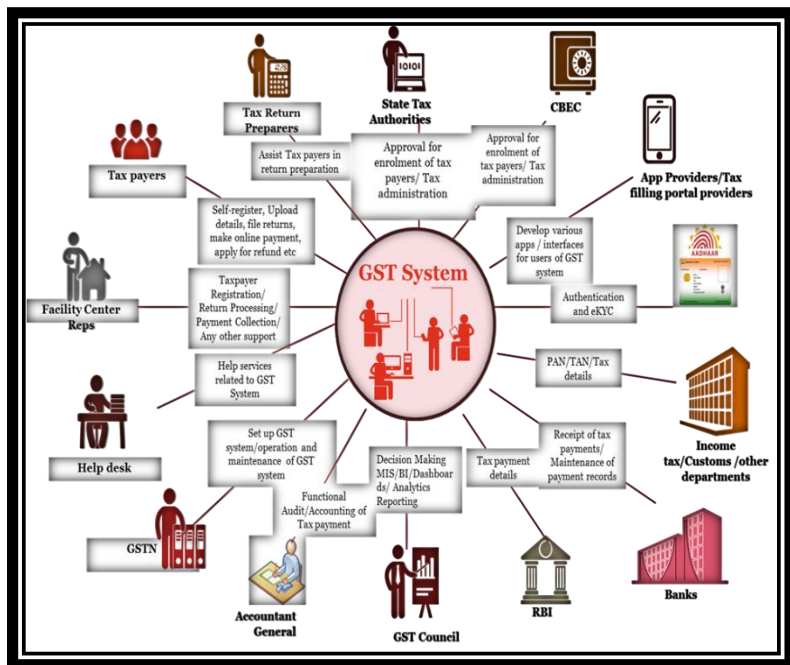 Tax Return
Preparers
State Tax
Authorities
CBEC
App Providers/Tax
filling portal providers
Tax payers
Assist Tax payers in
return preparation
Approval for
enrolment of tax
payers/ Tax
administration
Approval for
enrolment of
tax payers/ Tax
administration
Self-register, Upload
details, file returns,
make online payment,
apply for refund etc
Develop various
apps / interfaces
for users of GST
system
AADHAAR
GST System
Facility Center
Reps
Taxpayer
Registration/
Return Processing/
Payment Collection/
Any other support
Authentication
and eKYC
Help services
related to GST
System
PAN/TAN/Tax
details
Help desk
Set up GST
system/operation and
maintenance of GST
system
Decision Making
MIS/BI/Dashboar
ds/ Analytics
Reporting
Tax payment
details
Receipt of tax
payments/
Maintenance of
payment records
Income
tax/Customs /other
departments
Functional
Audit/Accounting of
Tax payment
GSTN
Accountant
General
GST Council
RBI
Banks